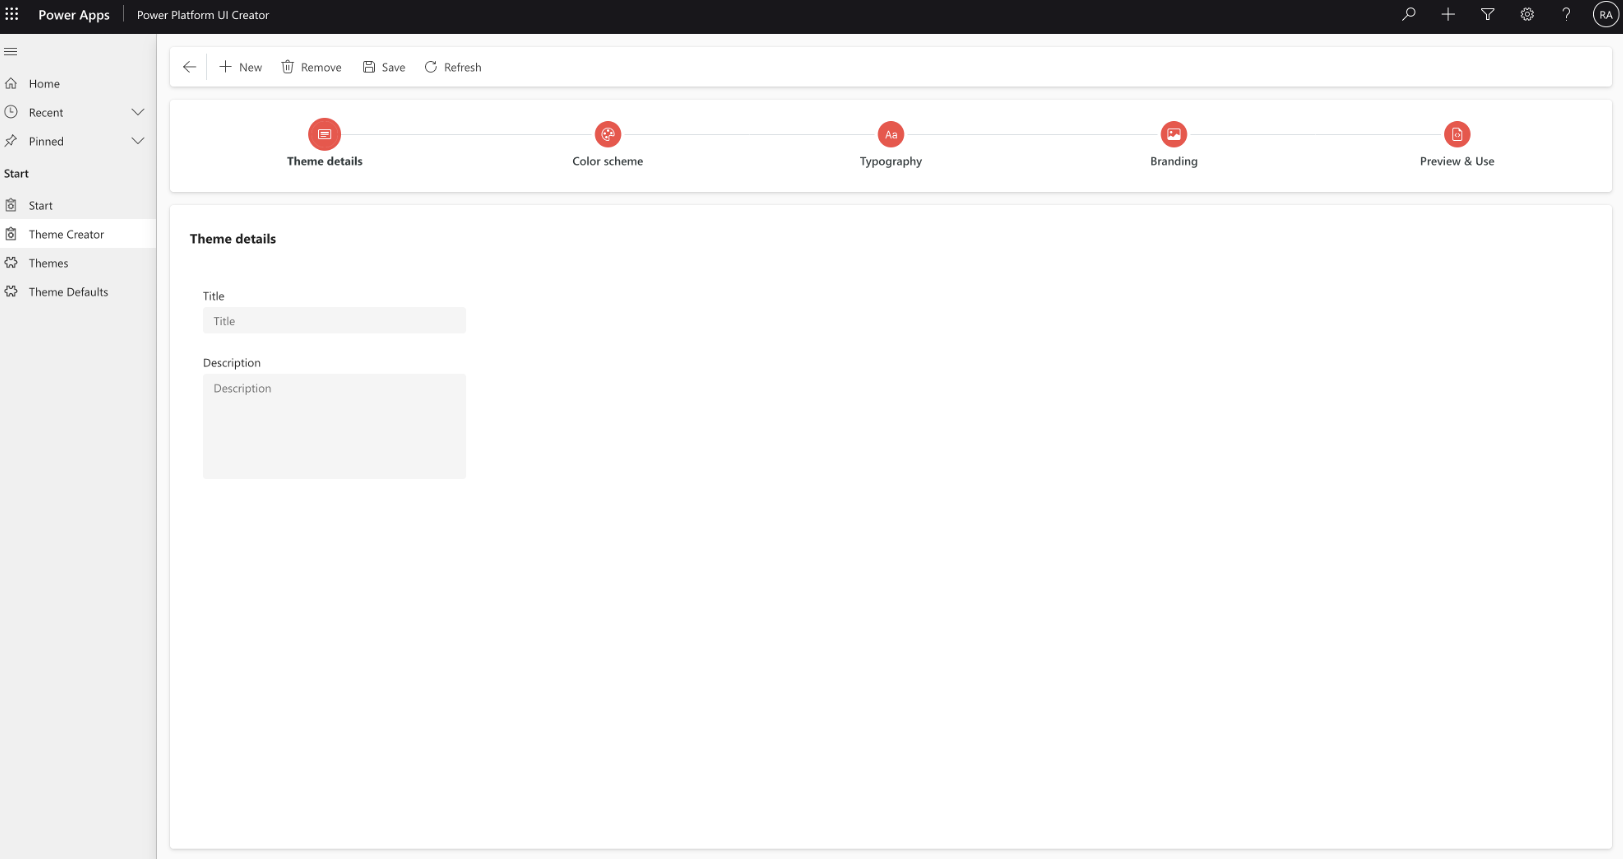 Power Apps
Power Platform UI Creator
RA
New
Remove
Save
Refresh
Home
Recent
Pinned
Start
Start
Theme Creator
Themes
Theme Defaults
Aa
Theme details
Color scheme
Typography
Branding
Preview & Use
Theme details
Title
Title
Description
Description